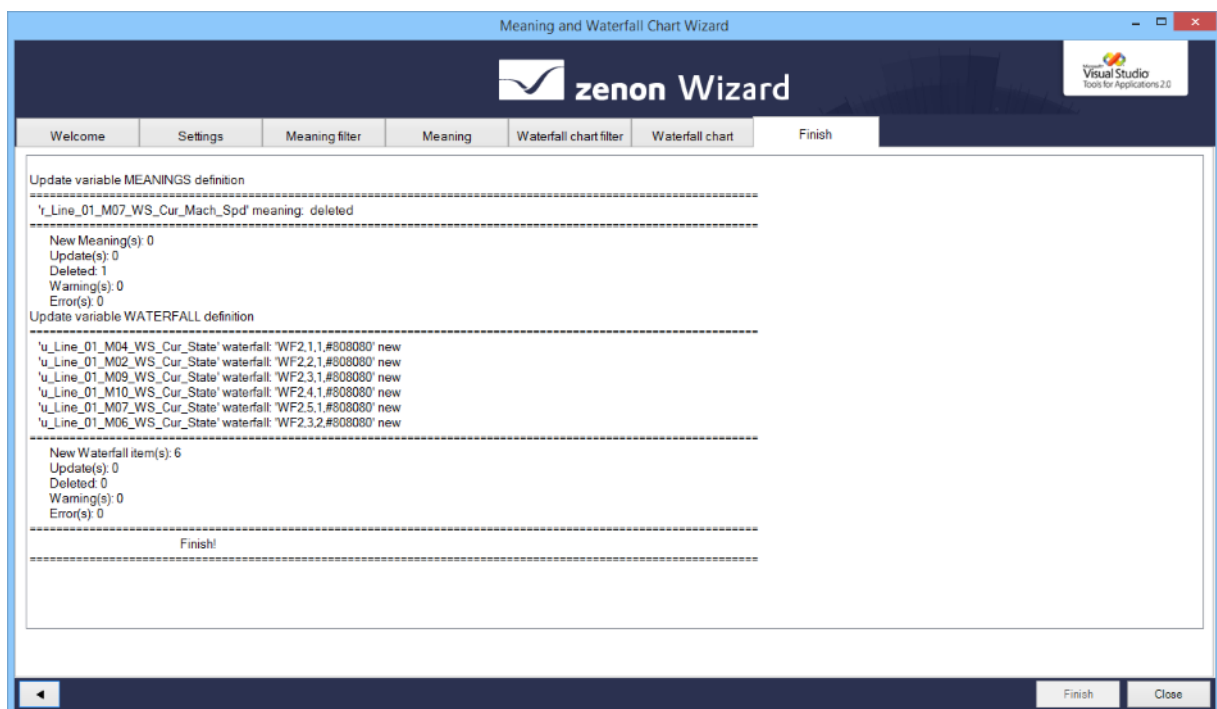 Meaning and Waterfall Chart Wizard
zenon Wizard
Microsoft
Visual Studio
Tools for Applications 2.0
Welcome
Settings
Meaning filter
Meaning
Waterfall chart filter
Waterfall chart
Finish
Update variable MEANINGS definition
'r_Line_01_M07_WS_Cur_Mach_Spd' meaning: deleted
New Meaning(s): 0
Update(s): 0
Deleted: 1
Warning(s): 0
Error(s): 0
Update variable WATERFALL definition
'u_Line_01_M04_WS_Cur_State' waterfall: 'WF2,1,1,#808080' new
'u_Line_01_M02_WS_Cur_State' waterfall: 'WF2,2,1,#808080' new
'u_Line_01_M09_WS_Cur_State' waterfall: 'WF2,3,1,#808080' new
'u_Line_01_M10_WS_Cur_State' waterfall: 'WF2,4,1,#808080' new
'u_Line_01_M07_WS_Cur_State' waterfall: 'WF2,5,1,#808080' new
'u_Line_01_M06_WS_Cur_State' waterfall: 'WF2,3,2,#808080' new
New Waterfall item(s): 6
Update(s): 0
Deleted: 0
Warning(s): 0
Error(s): 0
Finish!
Finish
Close